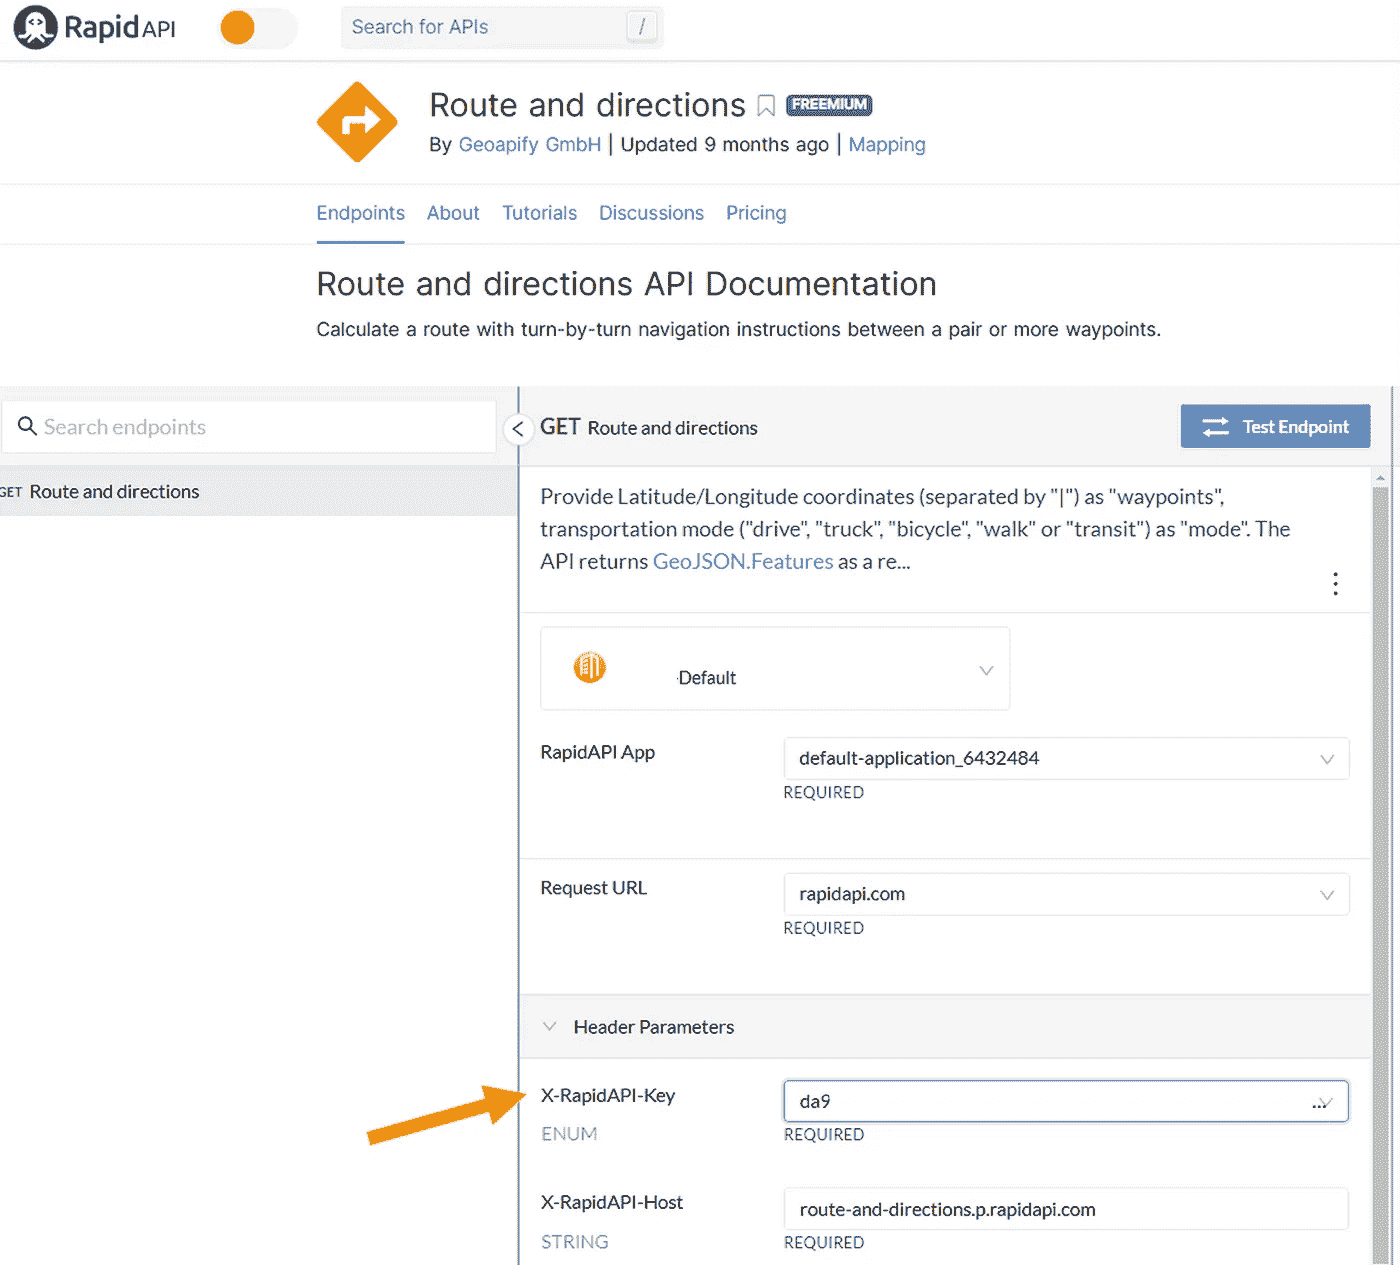 RapidAPI
Search for APIs /
Route and directions FREEMIUM
By Geoapify GmbH | Updated 9 months ago | Mapping
Endpoints About Tutorials Discussions Pricing
Route and directions API Documentation
Calculate a route with turn-by-turn navigation instructions between a pair or more waypoints.
Search endpoints
GET Route and directions
GET Route and directions
Test Endpoint
Provide Latitude/Longitude coordinates (separated by "|") as "waypoints",
transportation mode ("drive", "truck", "bicycle", "walk" or "transit") as "mode". The
API returns GeoJSON.Features as a re...
-Default
RapidAPI App
default-application_6432484
REQUIRED
Request URL
rapidapi.com
REQUIRED
Header Parameters
X-RapidAPI-Key
ENUM
da9 ...
REQUIRED
X-RapidAPI-Host
STRING
route-and-directions.p.rapidapi.com
REQUIRED